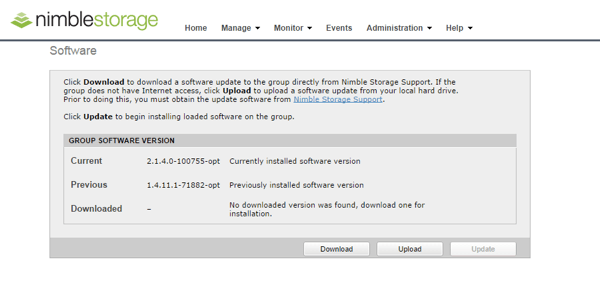 nimblestorage
Home Manage Monitor Events Administration Help
Software
Click Download to download a software update to the group directly from Nimble Storage Support. If the
group does not have Internet access, click Upload to upload a software update from your local hard drive.
Prior to doing this, you must obtain the update software from Nimble Storage Support.
Click Update to begin installing loaded software on the group.
GROUP SOFTWARE VERSION
Current 2.1.4.0-100755-opt Currently installed software version
Previous 1.4.11.1-71882-opt Previously installed software version
Downloaded – No downloaded version was found, download one for
installation.
Download Upload Update